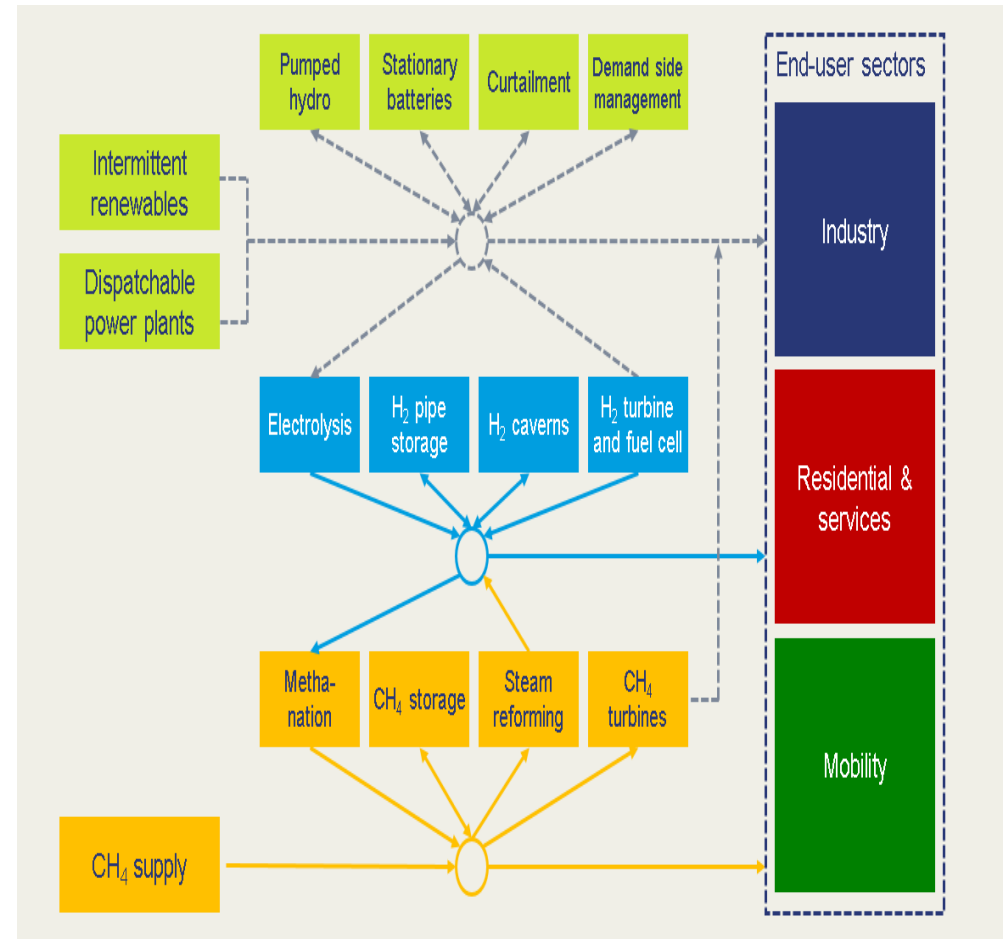 Pumped
hydro
Stationary
batteries
Curtailment
Demand side
management
End-user sectors
Intermittent
renewables
Dispatchable
power plants
Industry
Electrolysis
H₂ pipe
storage
H₂ caverns
H₂ turbine
and fuel cell
Residential &
services
Metha-
nation
CH₄ storage
Steam
reforming
CH₄
turbines
Mobility
CH₄ supply